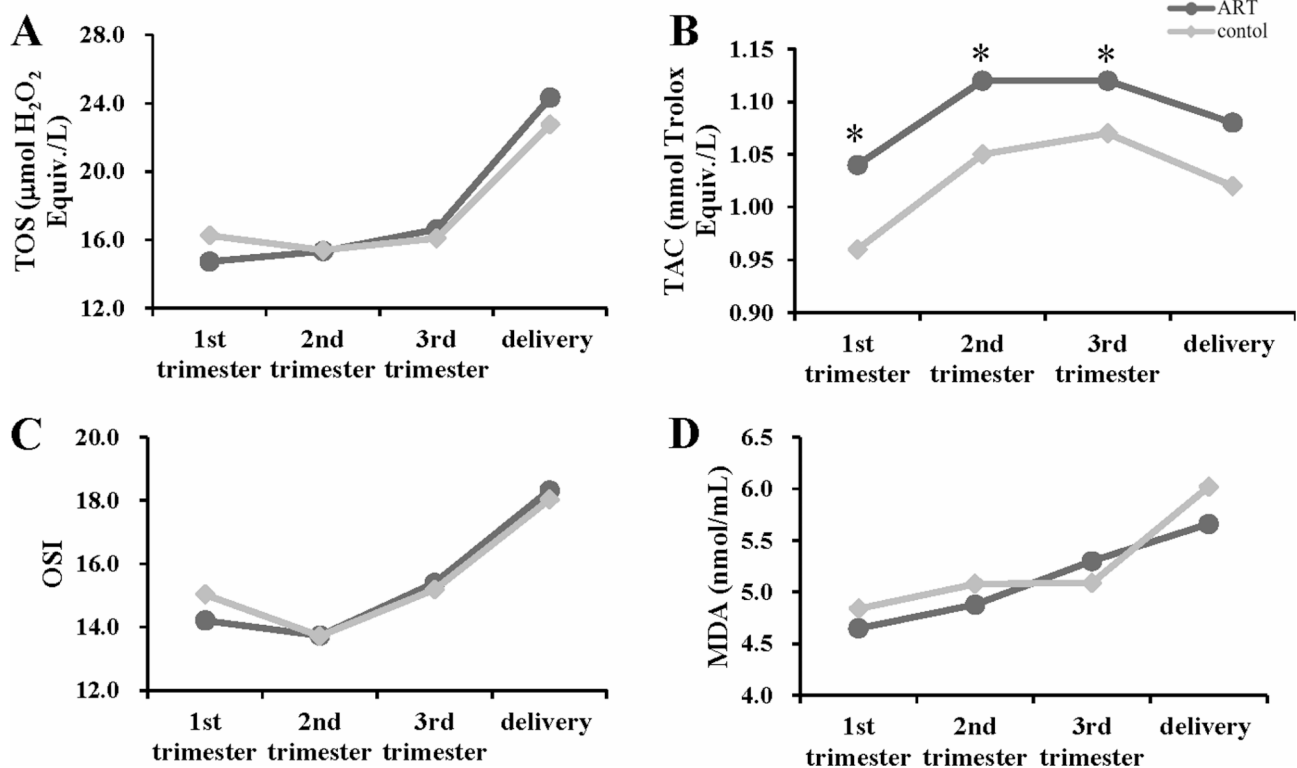 A
TOS (μmol H₂O₂
Equiv./L)
28.0
24.0
20.0
16.0
12.0
1st
trimester
2nd
trimester
3rd
trimester
delivery
B
ART
contol
TAC (mmol Trolox
Equiv./L)
1.15
1.10
1.05
1.00
0.95
0.90
*
*
*
1st
trimester
2nd
trimester
3rd
trimester
delivery
C
OSI
20.0
18.0
16.0
14.0
12.0
1st
trimester
2nd
trimester
3rd
trimester
delivery
D
MDA (nmol/mL)
6.5
6.0
5.5
5.0
4.5
4.0
1st
trimester
2nd
trimester
3rd
trimester
delivery